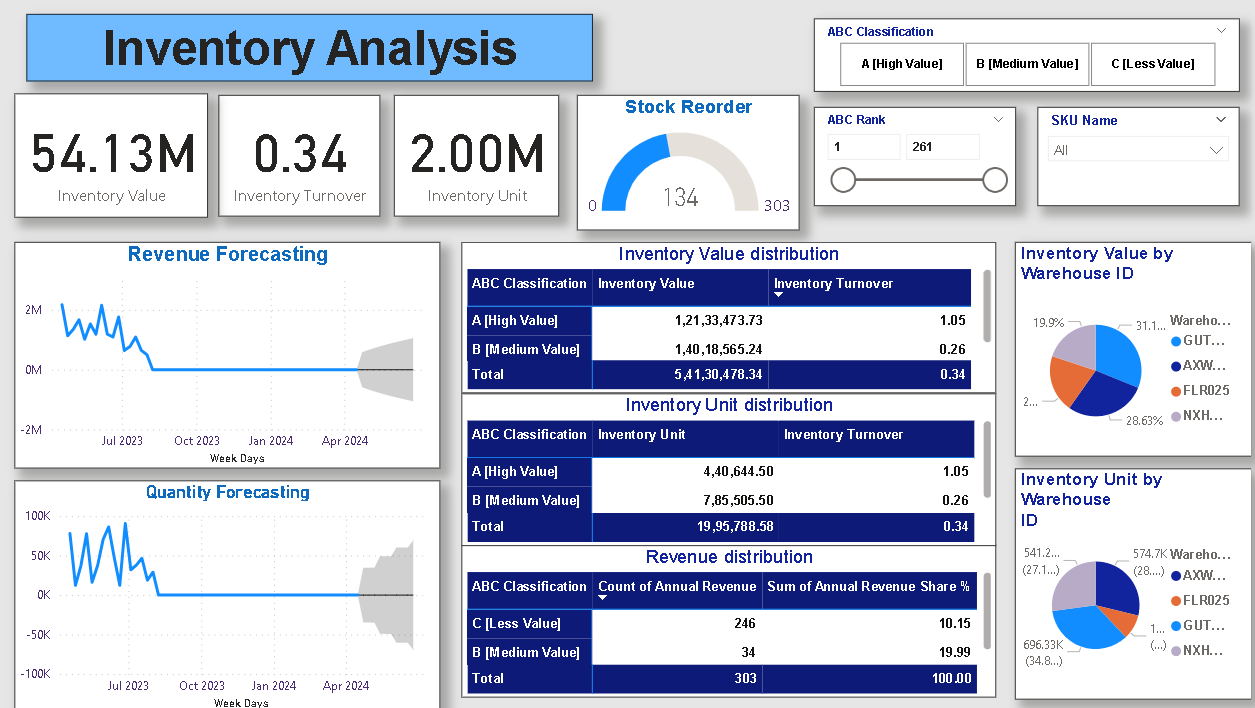 Inventory Analysis
ABC Classification
A [High Value]
B [Medium Value]
C [Less Value]
54.13M
Inventory Value
0.34
Inventory Turnover
2.00M
Inventory Unit
Stock Reorder
0
134
303
ABC Rank
1
261
SKU Name
All
Revenue Forecasting
2M
0M
-2M
Jul 2023
Oct 2023
Jan 2024
Apr 2024
Week Days
Quantity Forecasting
100K
50K
0K
-50K
-100K
Jul 2023
Oct 2023
Jan 2024
Apr 2024
Week Days
Inventory Value distribution
ABC Classification Inventory Value Inventory Turnover
A [High Value] 1,21,33,473.73 1.05
B [Medium Value] 1,40,18,565.24 0.26
Total 5,41,30,478.34 0.34
Inventory Unit distribution
ABC Classification Inventory Unit Inventory Turnover
A [High Value] 4,40,644.50 1.05
B [Medium Value] 7,85,505.50 0.26
Total 19,95,788.58 0.34
Revenue distribution
ABC Classification Count of Annual Revenue Sum of Annual Revenue Share %
C [Less Value] 246 10.15
B [Medium Value] 34 19.99
Total 303 100.00
Inventory Value by
Warehouse ID
19.9%
31.1...
2...
28.63%
Wareho...
GUT...
AXW...
FLR025
NXH...
Inventory Unit by
Warehouse
ID
541.2...
(27.1...)
574.7K
(28....)
1...
(...)
696.33K
(34.8...)
Wareho...
AXW...
FLR025
GUT...
NXH...